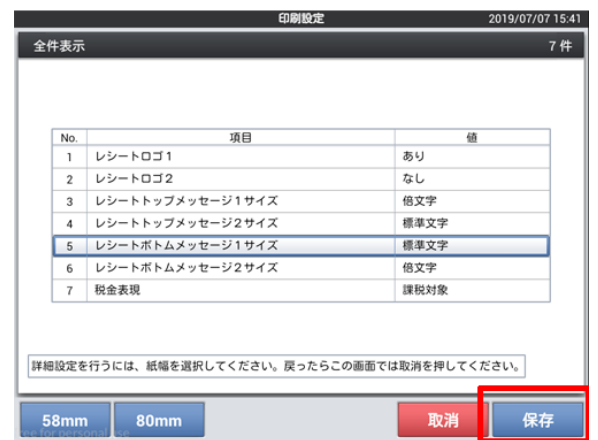 印刷設定 2019/07/07 15:41
全件表示 7 件
No. 項目 値
1 レシートロゴ1 あり
2 レシートロゴ2 なし
3 レシートトップメッセージ1サイズ 倍文字
4 レシートトップメッセージ2サイズ 標準文字
5 レシートボトムメッセージ1サイズ 標準文字
6 レシートボトムメッセージ2サイズ 倍文字
7 税金表現 課税対象
詳細設定を行うには、紙幅を選択してください。戻ったらこの画面では取消を押してください。
58mm 80mm 取消 保存
ee for personal use